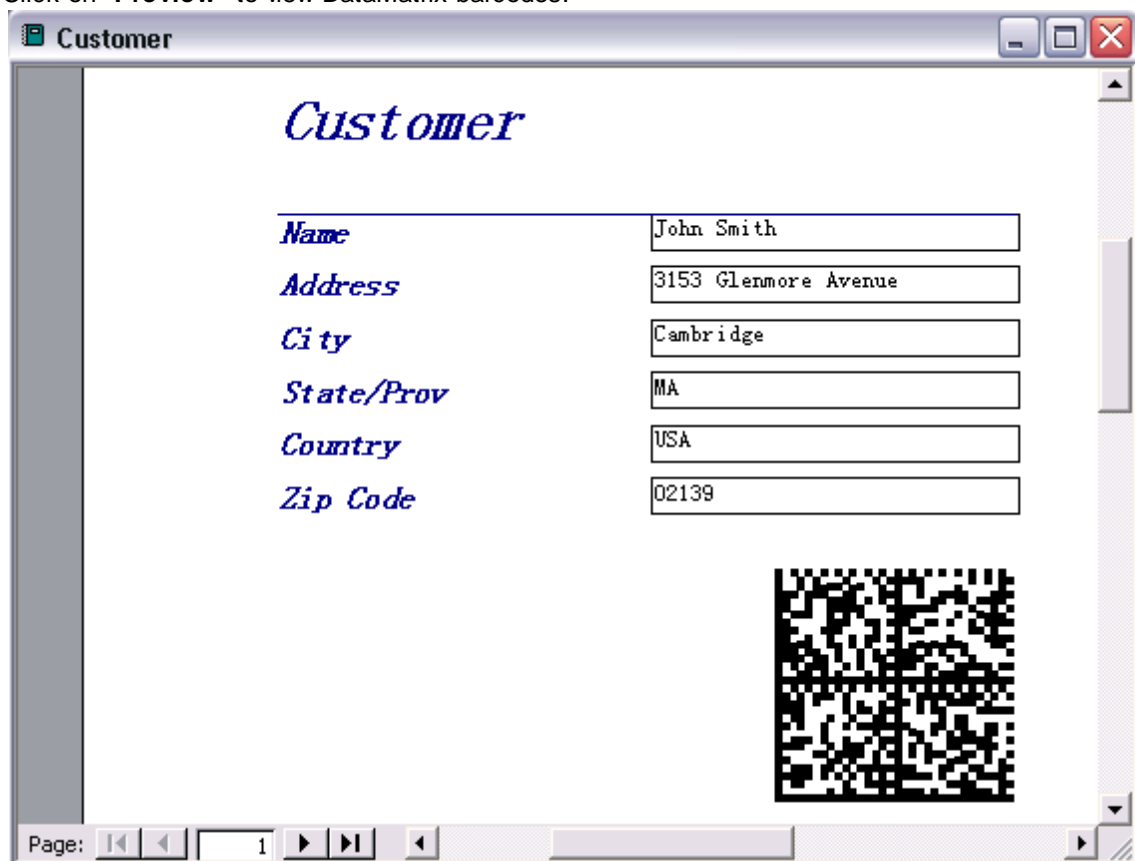 Click on "Preview" to view DataMatrix barcodes.
Customer
Customer
Name John Smith
Address 3153 Glenmore Avenue
City Cambridge
State/Prov MA
Country USA
Zip Code 02139
Page: 1